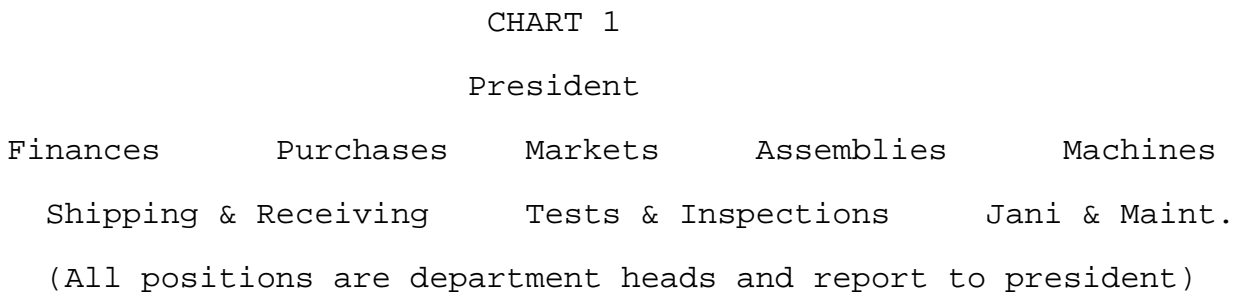 CHART 1
President
Finances Purchases Markets Assemblies Machines
Shipping & Receiving Tests & Inspections Jani & Maint.
(All positions are department heads and report to president)